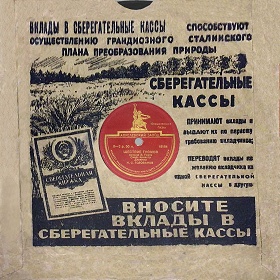 ВКЛАДЫ В СБЕРЕГАТЕЛЬНЫЕ КАССЫ СПОСОБСТВУЮТ
ОСУЩЕСТВЛЕНИЮ ГРАНДИОЗНОГО СТАЛИНСКОГО
ПЛАНА ПРЕОБРАЗОВАНИЯ ПРИРОДЫ
СБЕРЕГАТЕЛЬНЫЕ
КАССЫ
ПРИНИМАЮТ вклады и
ВЫДАЮТ их по первому
требованию вкладчиков;
ПЕРЕВОДЯТ вклады по
желанию вкладчика из
одной СБЕРЕГАТЕЛЬНОЙ
КАССЫ в другую
СБЕРЕГАТЕЛЬНАЯ
КНИЖКА
ВНОСИТЕ
ВКЛАДЫ В
СБЕРЕГАТЕЛЬНЫЕ КАССЫ